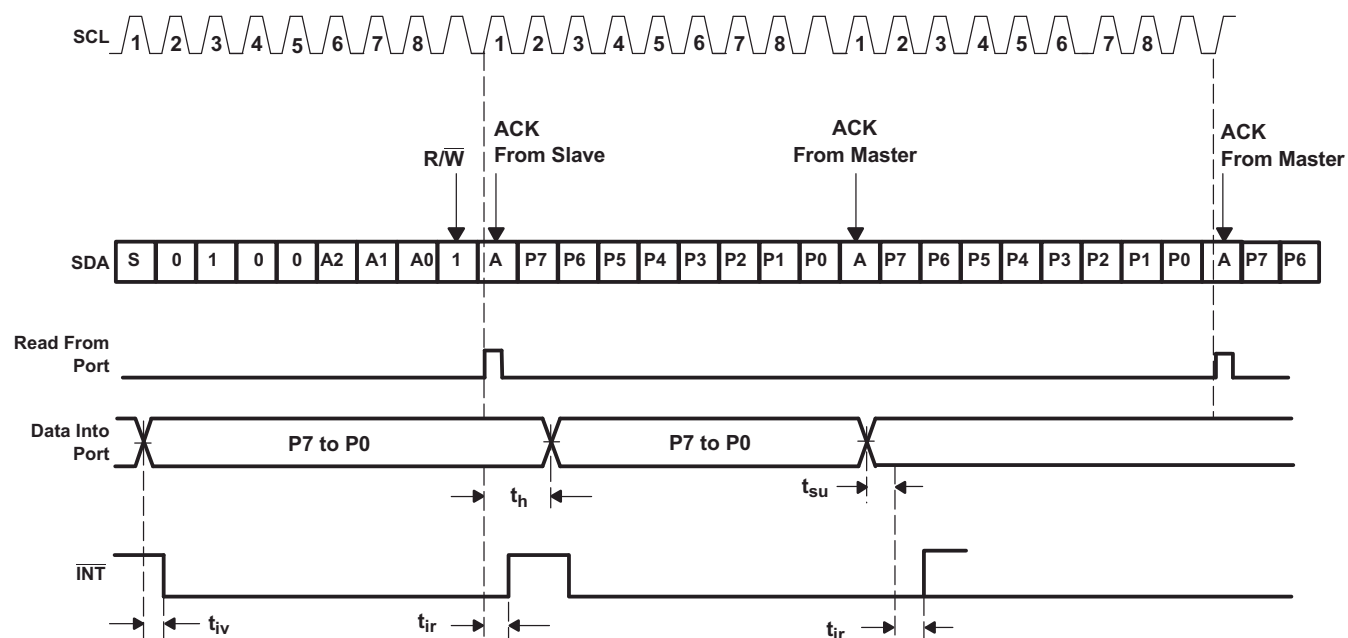 SCL 1 2 3 4 5 6 7 8 1 2 3 4 5 6 7 8 1 2 3 4 5 6 7 8
R/W̅
ACK
From Slave
ACK
From Master
ACK
From Master
SDA S 0 1 0 0 A2 A1 A0 1 A P7 P6 P5 P4 P3 P2 P1 P0 A P7 P6 P5 P4 P3 P2 P1 P0 A P7 P6
Read From
Port
Data Into
Port
P7 to P0 P7 to P0
th tsu
I̅N̅T̅
tiv tir tir